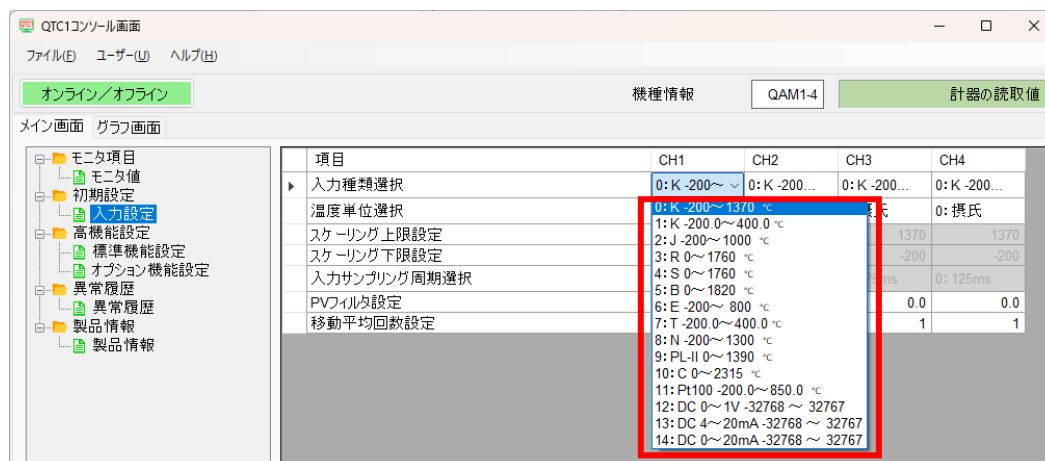 QTC1コンソール画面
ファイル(F) ユーザー(U) ヘルプ(H)
オンライン／オフライン 機種情報 QAM1-4 計器の読取値
メイン画面 グラフ画面
モニタ項目
モニタ値
初期設定
入力設定
高機能設定
標準機能設定
オプション機能設定
異常履歴
異常履歴
製品情報
製品情報
項目 CH1 CH2 CH3 CH4
入力種類選択 0: K -200～ 0: K -200... 0: K -200... 0: K -200...
温度単位選択 氏 0: 摂氏
スケーリング上限設定 1370 1370
スケーリング下限設定 -200 -200
入力サンプリング周期選択 ms 0: 125ms
PVフィルタ設定 0.0 0.0
移動平均回数設定 1 1
0: K -200～1370 ℃
1: K -200.0～400.0 ℃
2: J -200～1000 ℃
3: R 0～1760 ℃
4: S 0～1760 ℃
5: B 0～1820 ℃
6: E -200～ 800 ℃
7: T -200.0～400.0 ℃
8: N -200～1300 ℃
9: PL-II 0～1390 ℃
10: C 0～2315 ℃
11: Pt100 -200.0～850.0 ℃
12: DC 0～1V -32768 ～ 32767
13: DC 4～20mA -32768 ～ 32767
14: DC 0～20mA -32768 ～ 32767